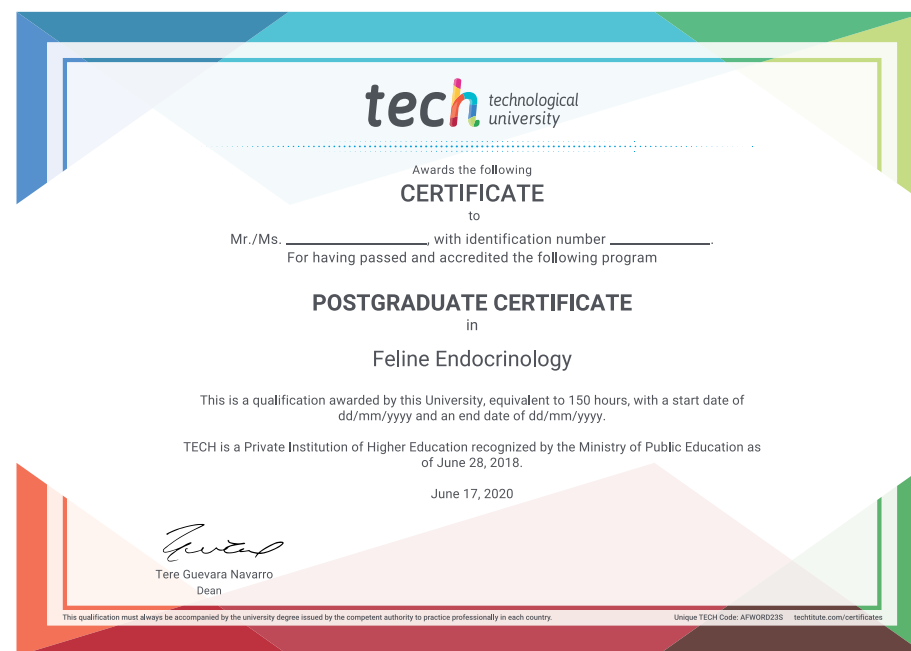 tech technological
university
Awards the following
CERTIFICATE
to
Mr./Ms. ________________, with identification number ____________.
For having passed and accredited the following program
POSTGRADUATE CERTIFICATE
in
Feline Endocrinology
This is a qualification awarded by this University, equivalent to 150 hours, with a start date of
dd/mm/yyyy and an end date of dd/mm/yyyy.
TECH is a Private Institution of Higher Education recognized by the Ministry of Public Education as
of June 28, 2018.
June 17, 2020
Tere Guevara Navarro
Dean
This qualification must always be accompanied by the university degree issued by the competent authority to practice professionally in each country.
Unique TECH Code: AFWORD23S techtitute.com/certificates